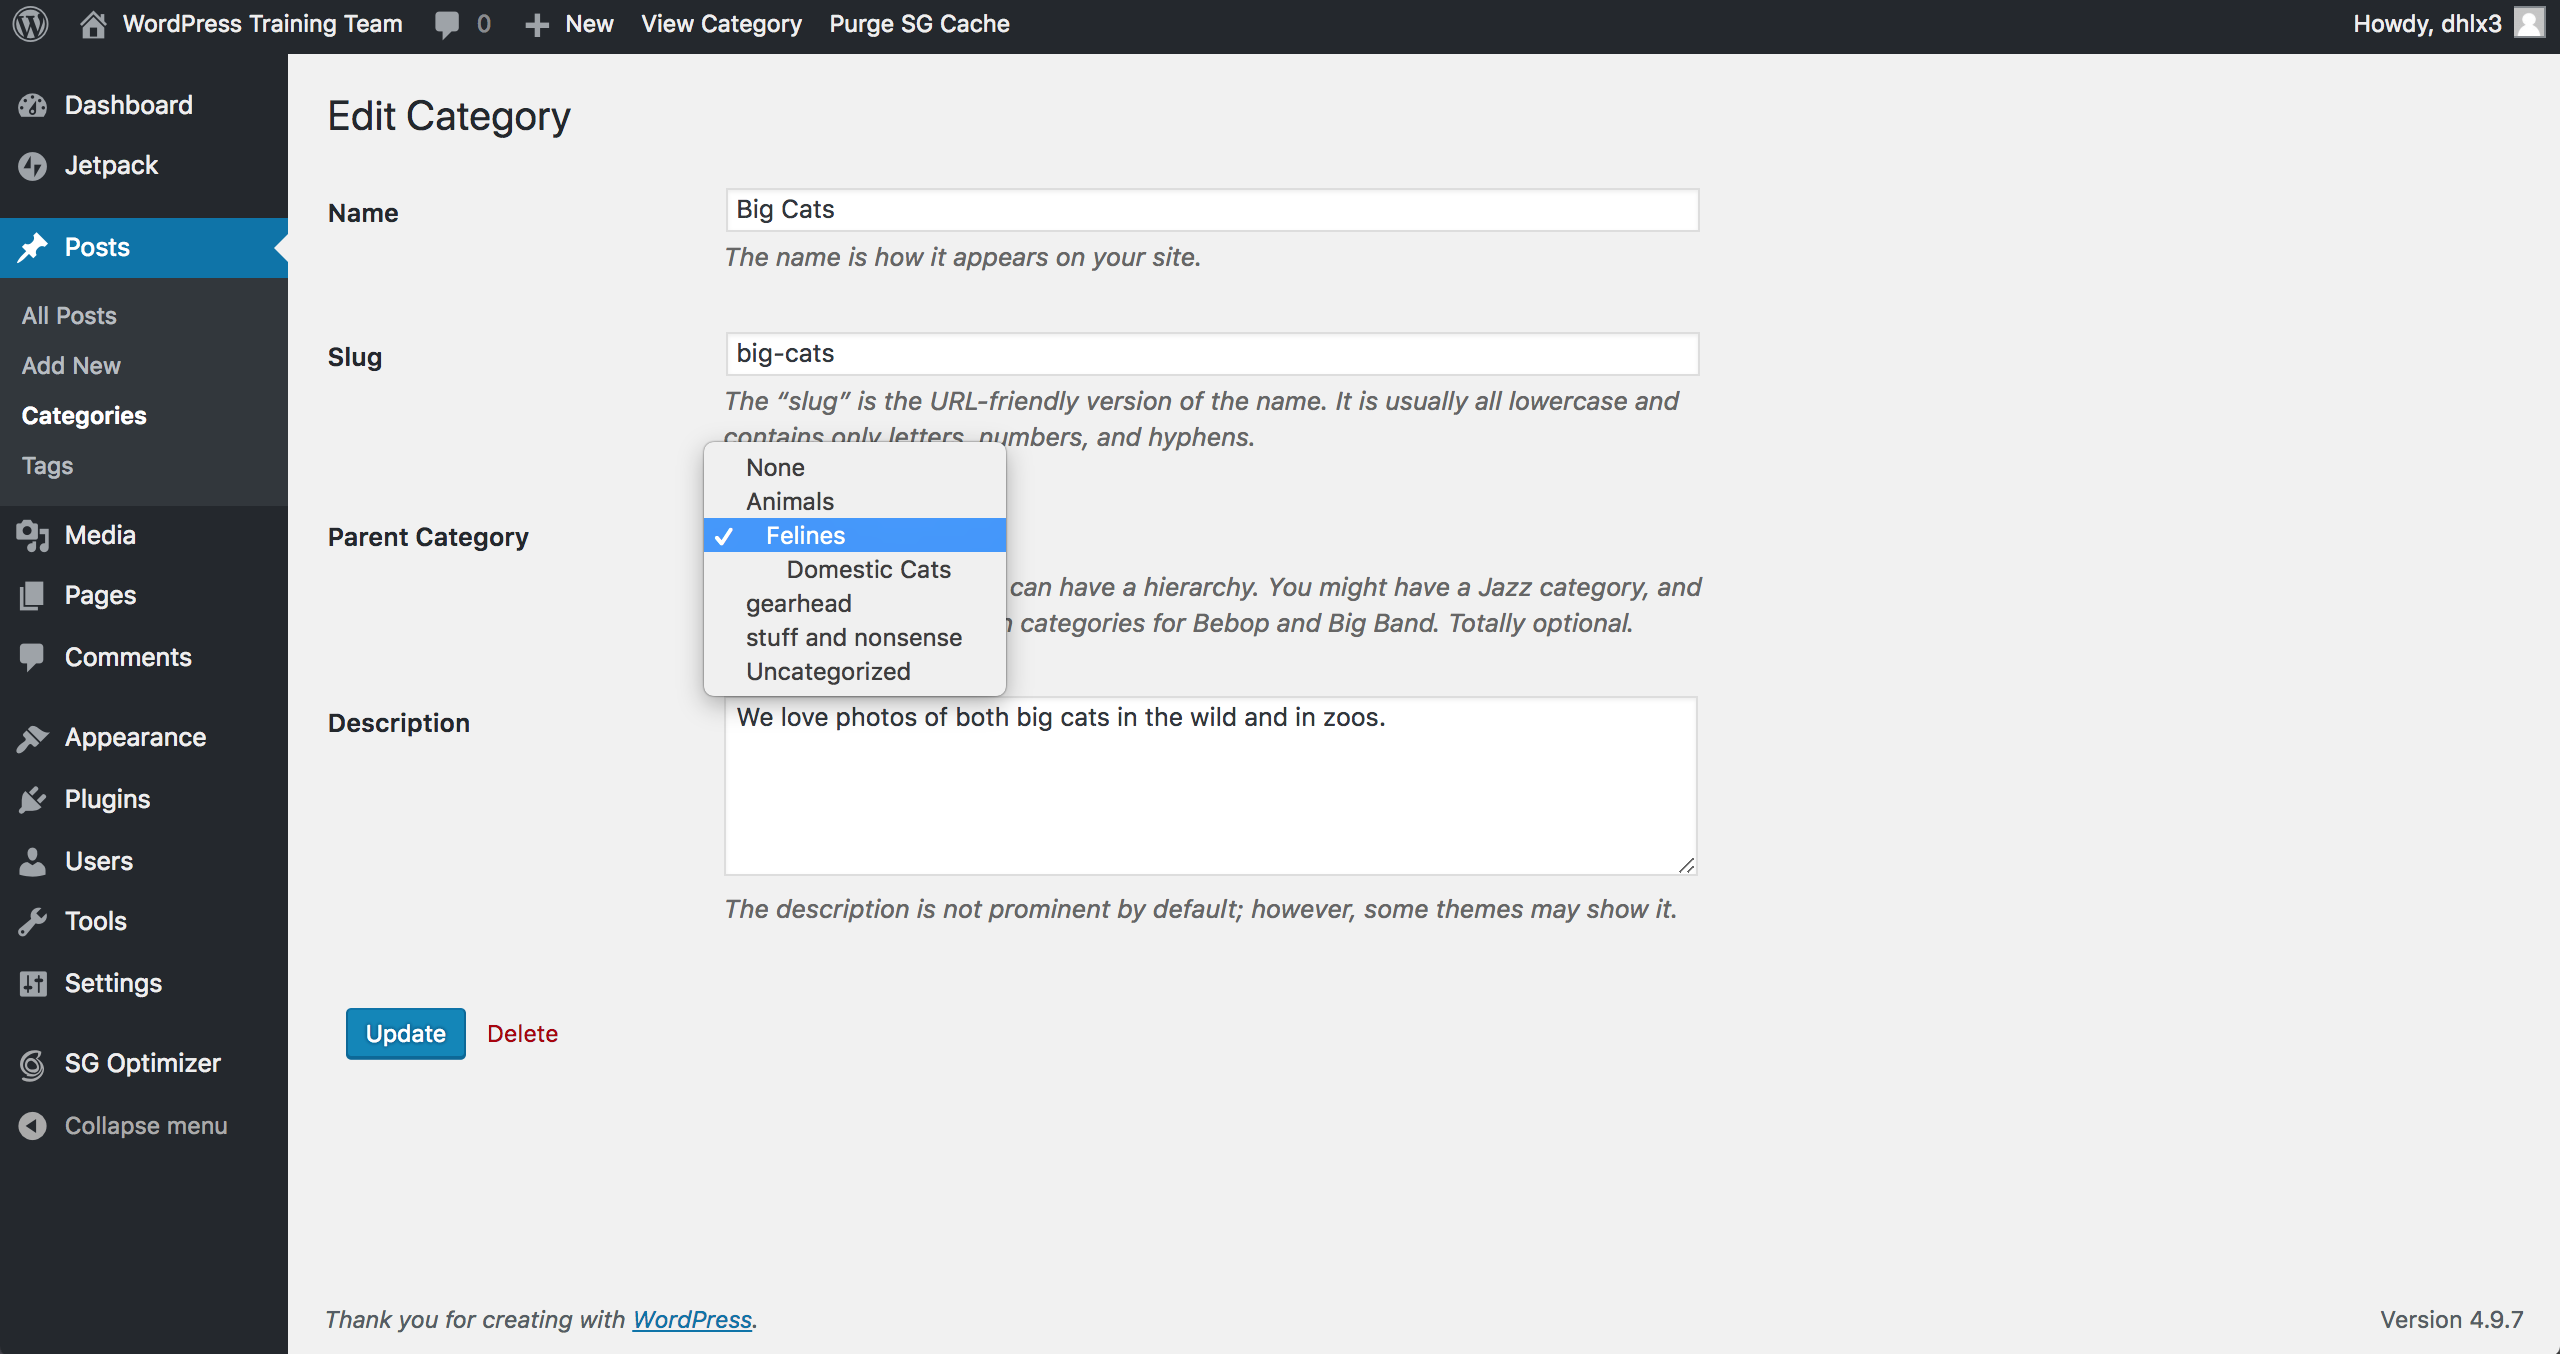 WordPress Training Team 0 New View Category Purge SG Cache Howdy, dhlx3
Dashboard
Jetpack
Posts
All Posts
Add New
Categories
Tags
Media
Pages
Comments
Appearance
Plugins
Users
Tools
Settings
SG Optimizer
Collapse menu
Edit Category
Name
Big Cats
The name is how it appears on your site.
Slug
big-cats
The “slug” is the URL-friendly version of the name. It is usually all lowercase and
contains only letters, numbers, and hyphens.
Parent Category
None
Animals
✓ Felines
Domestic Cats
gearhead
stuff and nonsense
Uncategorized
can have a hierarchy. You might have a Jazz category, and
categories for Bebop and Big Band. Totally optional.
Description
We love photos of both big cats in the wild and in zoos.
The description is not prominent by default; however, some themes may show it.
Update Delete
Thank you for creating with WordPress.
Version 4.9.7